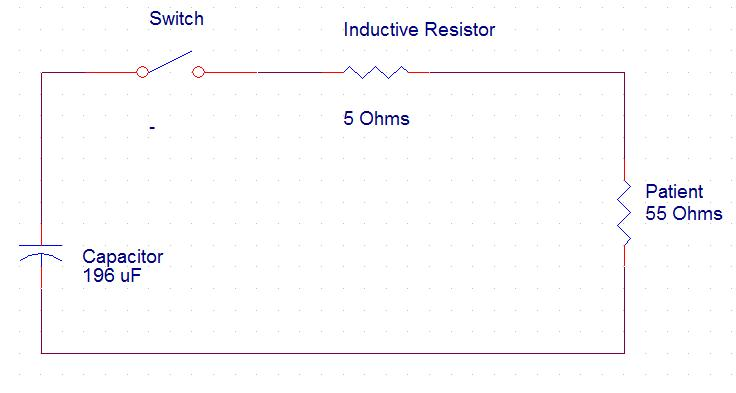 Switch
Inductive Resistor
-
5 Ohms
Patient
55 Ohms
Capacitor
196 uF